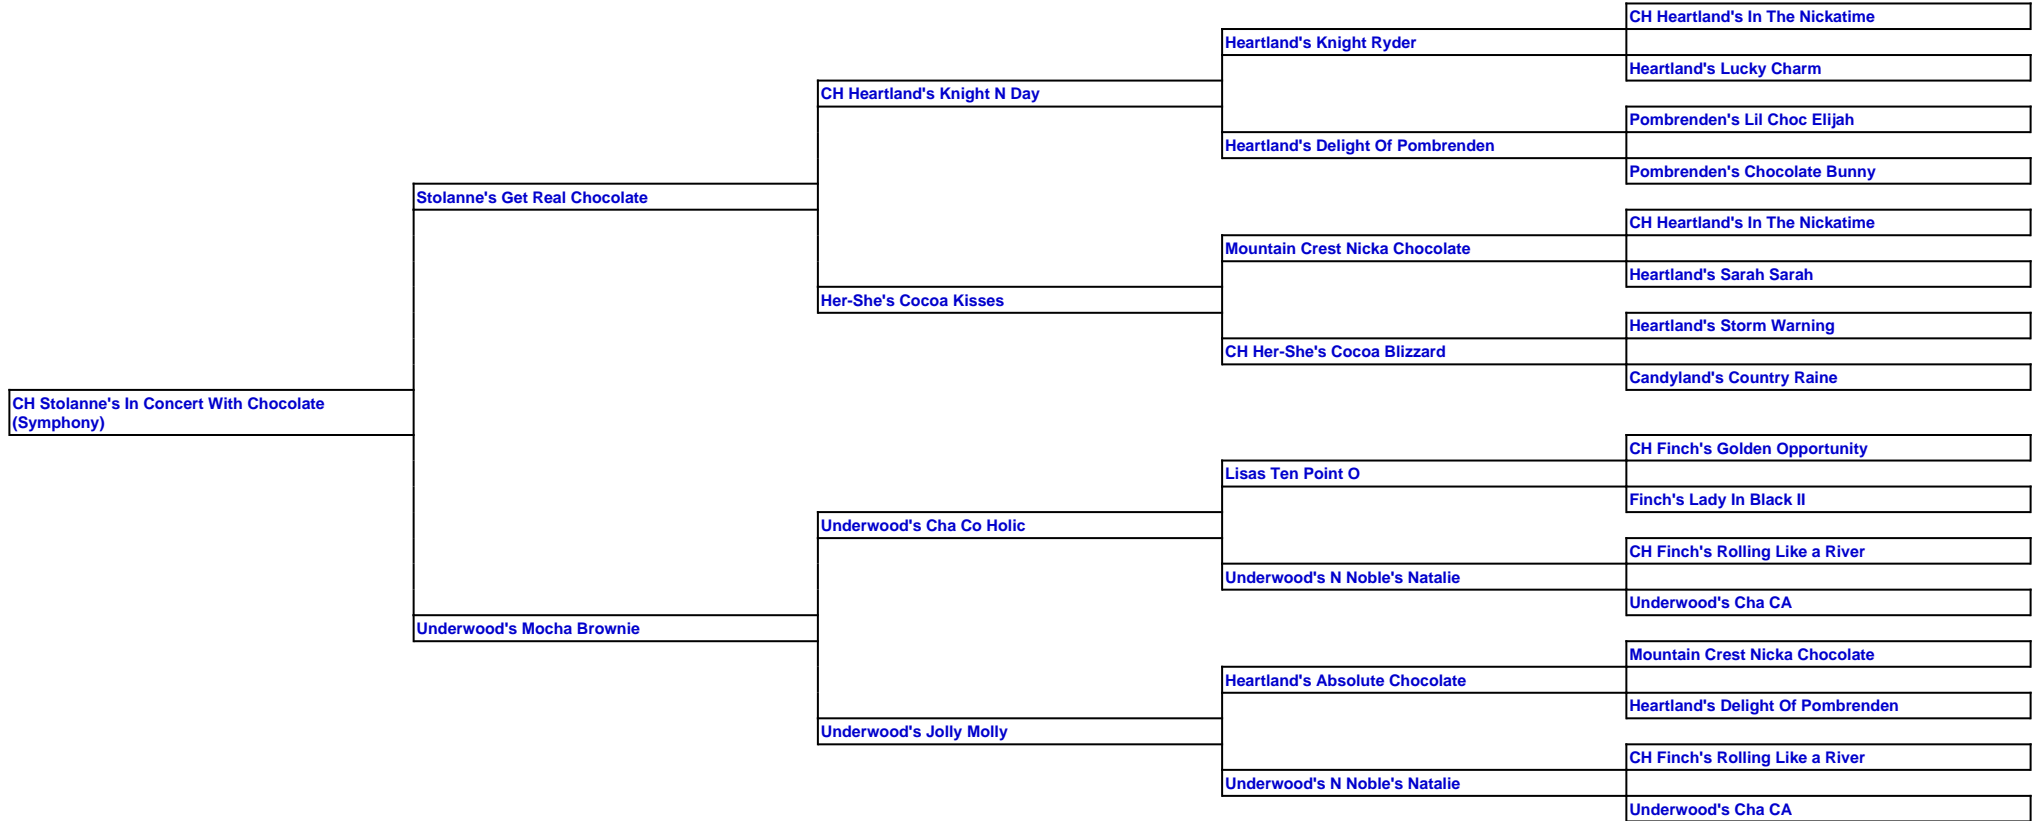 CH Heartland's In The Nickatime
Heartland's Knight Ryder
Heartland's Lucky Charm
CH Heartland's Knight N Day
Pombrenden's Lil Choc Elijah
Heartland's Delight Of Pombrenden
Pombrenden's Chocolate Bunny
Stolanne's Get Real Chocolate
CH Heartland's In The Nickatime
Mountain Crest Nicka Chocolate
Heartland's Sarah Sarah
Her-She's Cocoa Kisses
Heartland's Storm Warning
CH Her-She's Cocoa Blizzard
Candyland's Country Raine
CH Stolanne's In Concert With Chocolate
(Symphony)
CH Finch's Golden Opportunity
Lisas Ten Point O
Finch's Lady In Black II
Underwood's Cha Co Holic
CH Finch's Rolling Like a River
Underwood's N Noble's Natalie
Underwood's Cha CA
Underwood's Mocha Brownie
Mountain Crest Nicka Chocolate
Heartland's Absolute Chocolate
Heartland's Delight Of Pombrenden
Underwood's Jolly Molly
CH Finch's Rolling Like a River
Underwood's N Noble's Natalie
Underwood's Cha CA